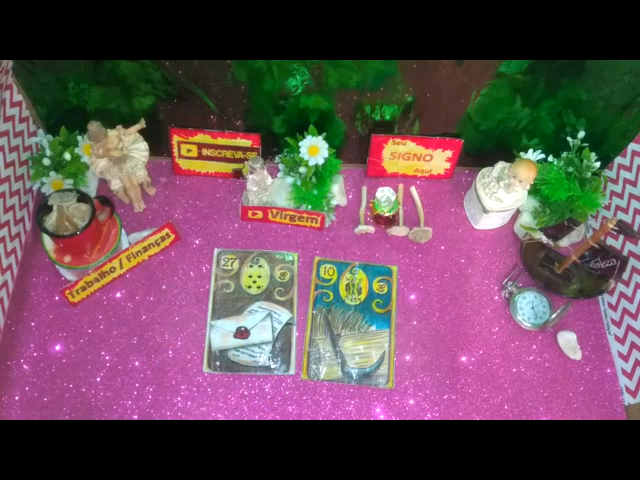 INSCREVA-SE
Seu
SIGNO
Aqui
Virgem
Trabalho / Finanças
27
10